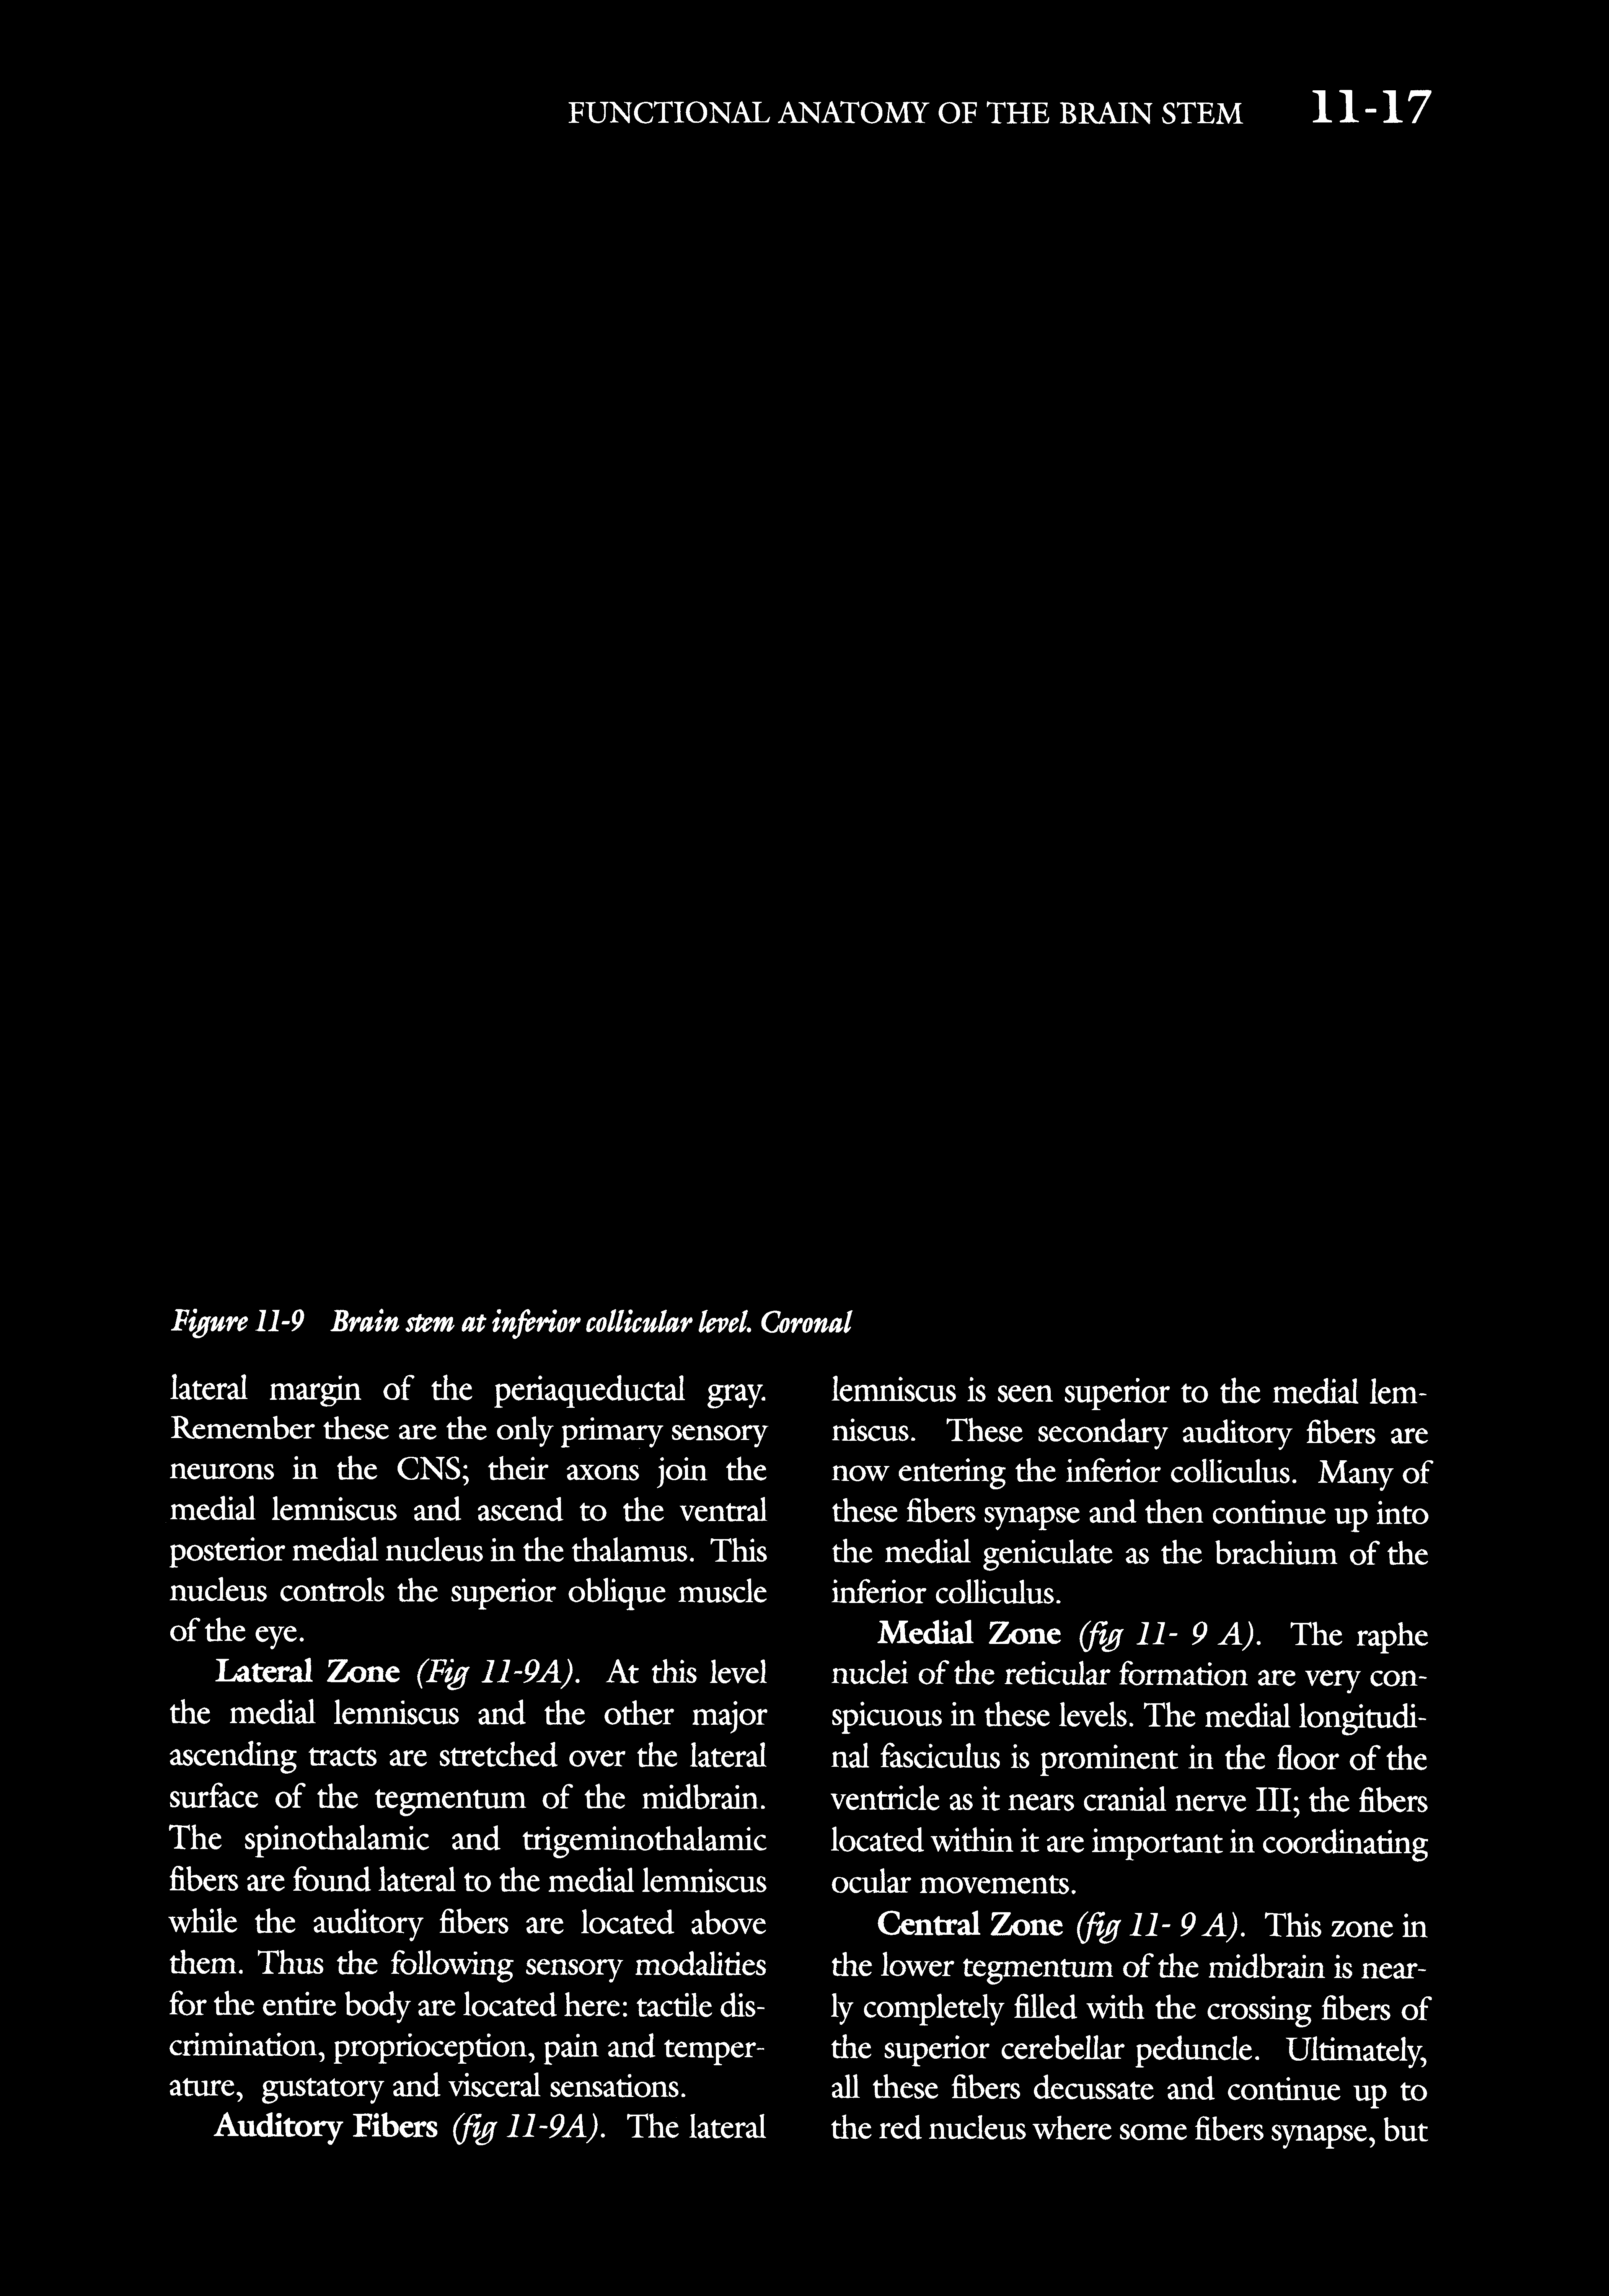 FUNCTIONAL ANATOMY OF THE BRAIN STEM 11-17
Figure 11-9 Brain stem at inferior collicular level. Coronal
lateral margin of the periaqueductal gray.
Remember these are the only primary sensory
neurons in the CNS; their axons join the
medial lemniscus and ascend to the ventral
posterior medial nucleus in the thalamus. This
nucleus controls the superior oblique muscle
of the eye.
Lateral Zone (Fig 11-9A). At this level
the medial lemniscus and the other major
ascending tracts are stretched over the lateral
surface of the tegmentum of the midbrain.
The spinothalamic and trigeminothalamic
fibers are found lateral to the medial lemniscus
while the auditory fibers are located above
them. Thus the following sensory modalities
for the entire body are located here: tactile dis-
crimination, proprioception, pain and temper-
ature, gustatory and visceral sensations.
Auditory Fibers (fig 11-9A). The lateral
lemniscus is seen superior to the medial lem-
niscus. These secondary auditory fibers are
now entering the inferior colliculus. Many of
these fibers synapse and then continue up into
the medial geniculate as the brachium of the
inferior colliculus.
Medial Zone (fig 11- 9 A). The raphe
nuclei of the reticular formation are very con-
spicuous in these levels. The medial longitudi-
nal fasciculus is prominent in the floor of the
ventricle as it nears cranial nerve III; the fibers
located within it are important in coordinating
ocular movements.
Central Zone (fig 11- 9 A). This zone in
the lower tegmentum of the midbrain is near-
ly completely filled with the crossing fibers of
the superior cerebellar peduncle. Ultimately,
all these fibers decussate and continue up to
the red nucleus where some fibers synapse, but